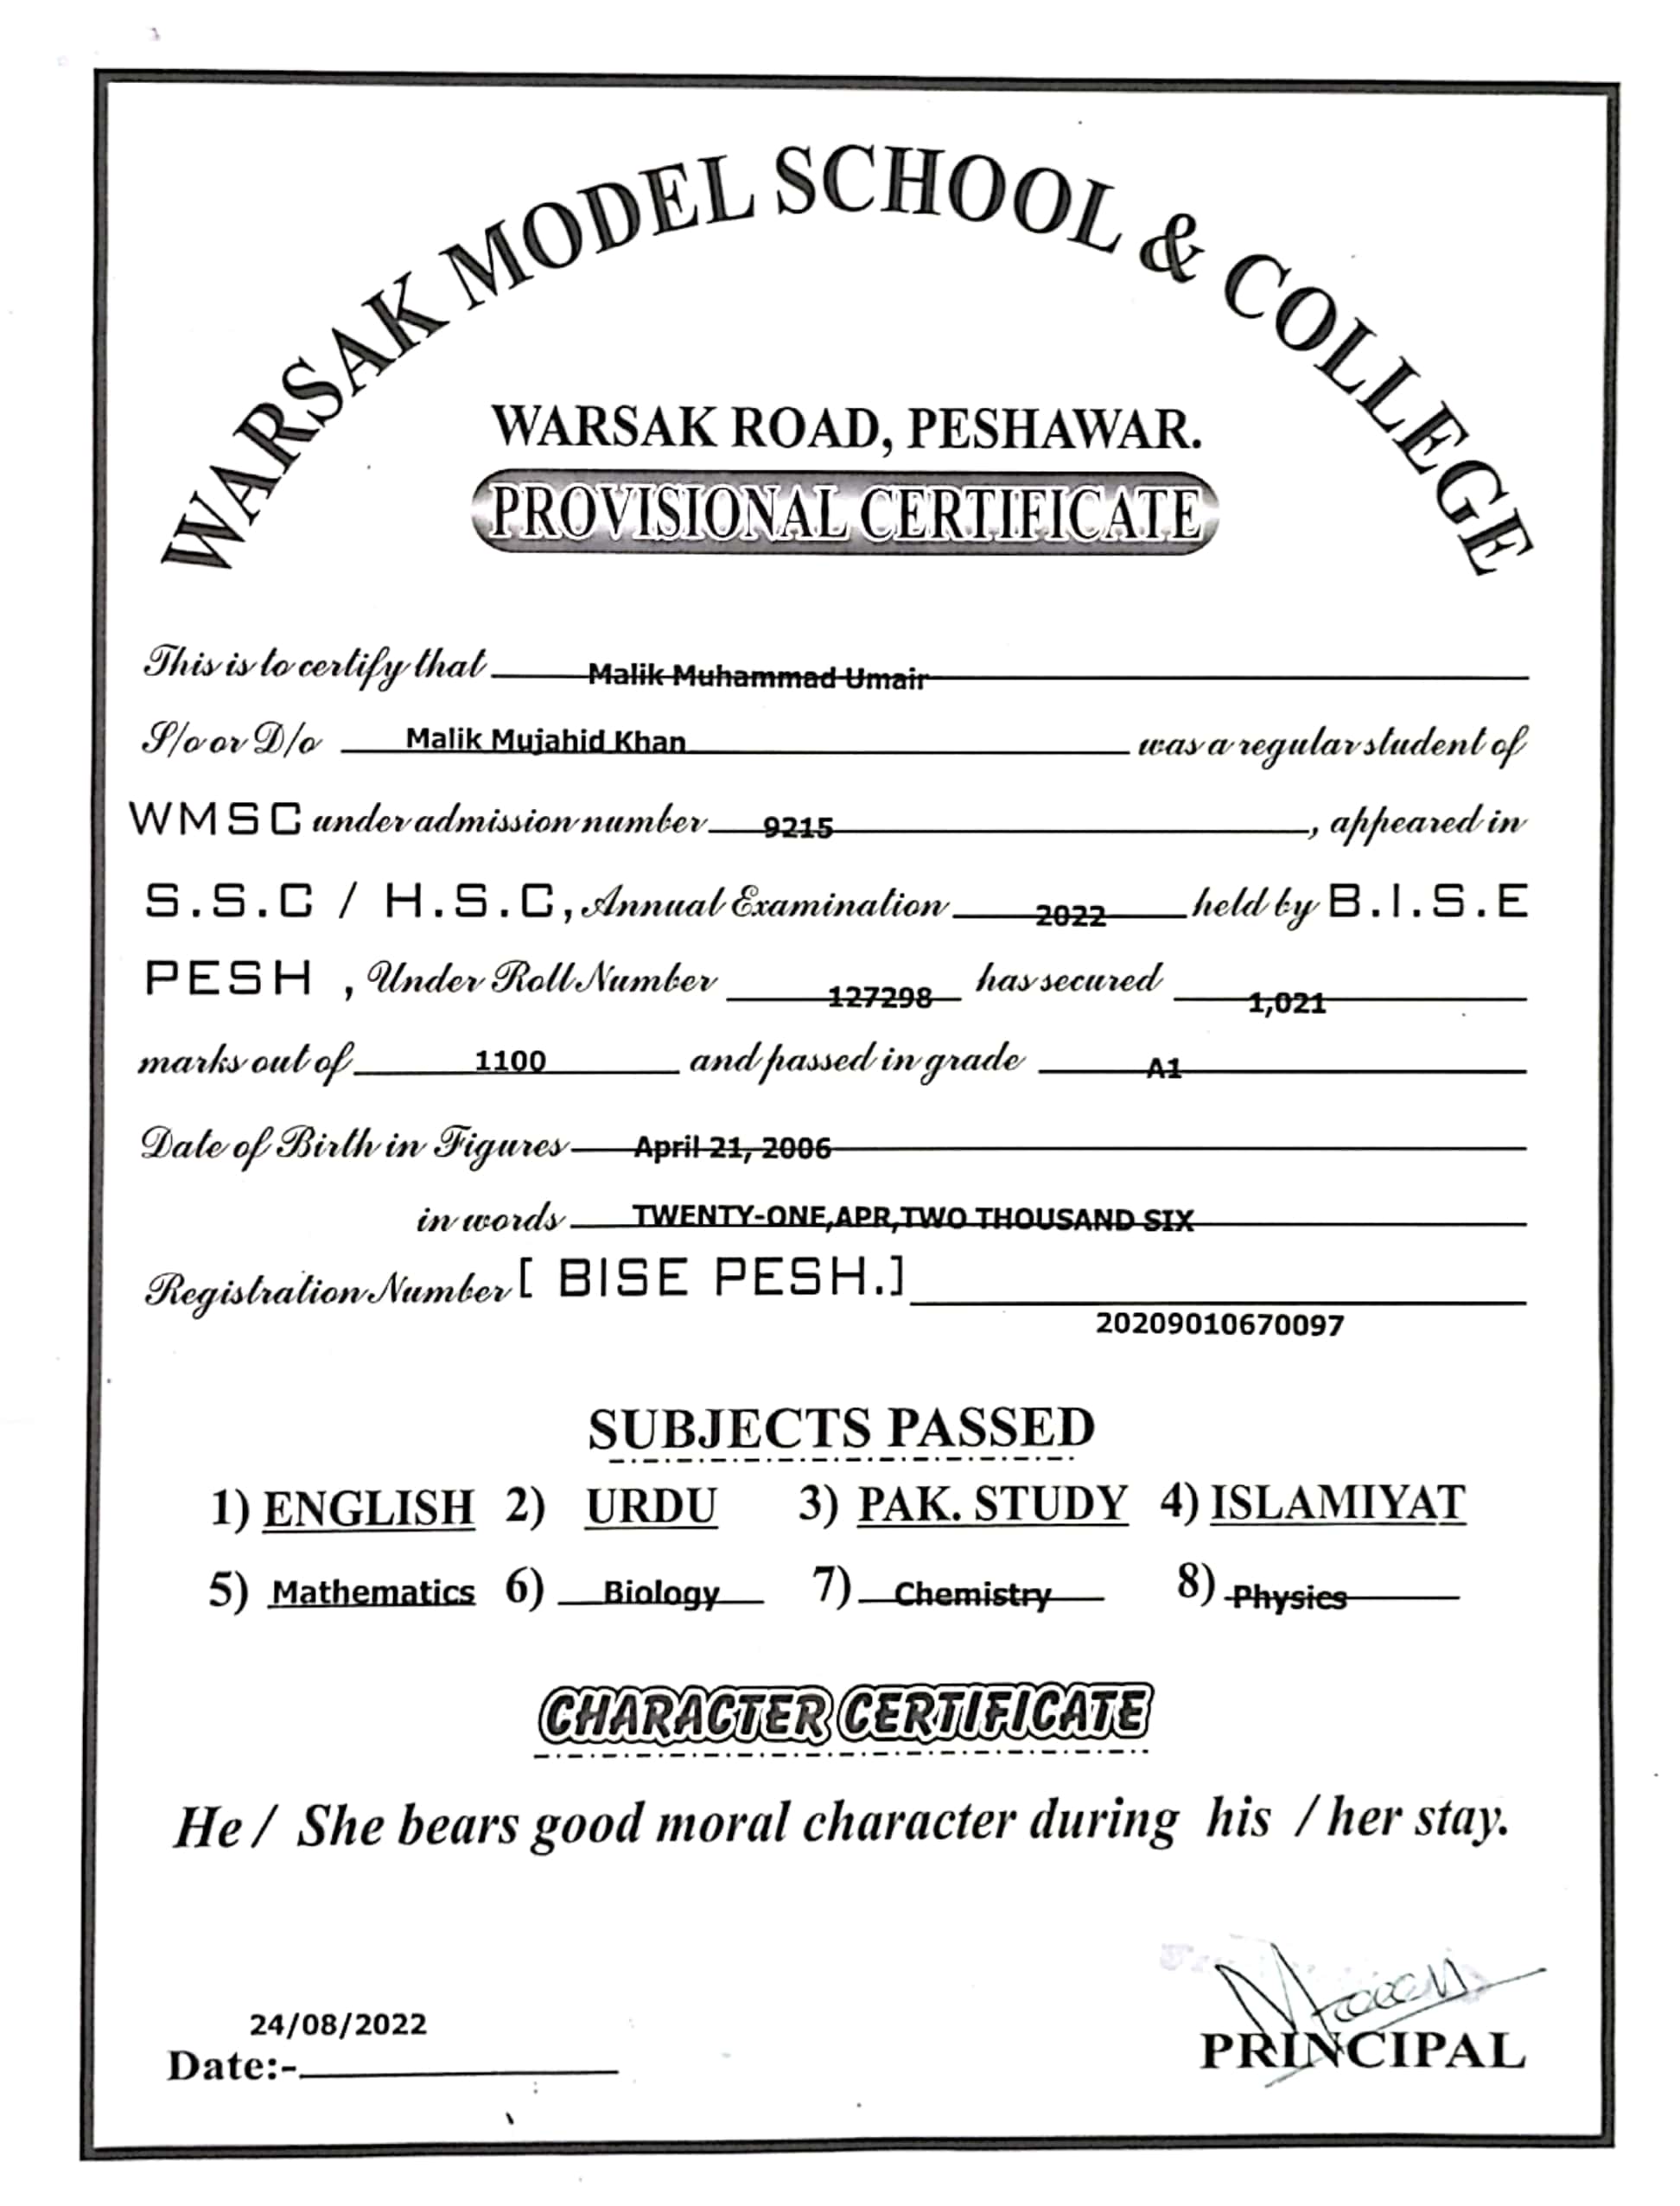 WARSAK MODEL SCHOOL & COLLEGE
WARSAK ROAD, PESHAWAR.
PROVISIONAL CERTIFICATE
This is to certify that Malik Muhammad Umair
S/o or D/o Malik Mujahid Khan was a regular student of
WMSC under admission number 9215, appeared in
S.S.C / H.S.C, Annual Examination 2022 held by B.I.S.E
PESH , Under Roll Number 127298 has secured 1,021
marks out of 1100 and passed in grade A1
Date of Birth in Figures April 21, 2006
in words TWENTY-ONE,APR,TWO THOUSAND SIX
Registration Number [ BISE PESH.]
20209010670097
SUBJECTS PASSED
1) ENGLISH 2) URDU 3) PAK. STUDY 4) ISLAMIYAT
5) Mathematics 6) Biology 7) Chemistry 8) Physics
CHARACTER CERTIFICATE
He / She bears good moral character during his / her stay.
24/08/2022
Date:-
PRINCIPAL